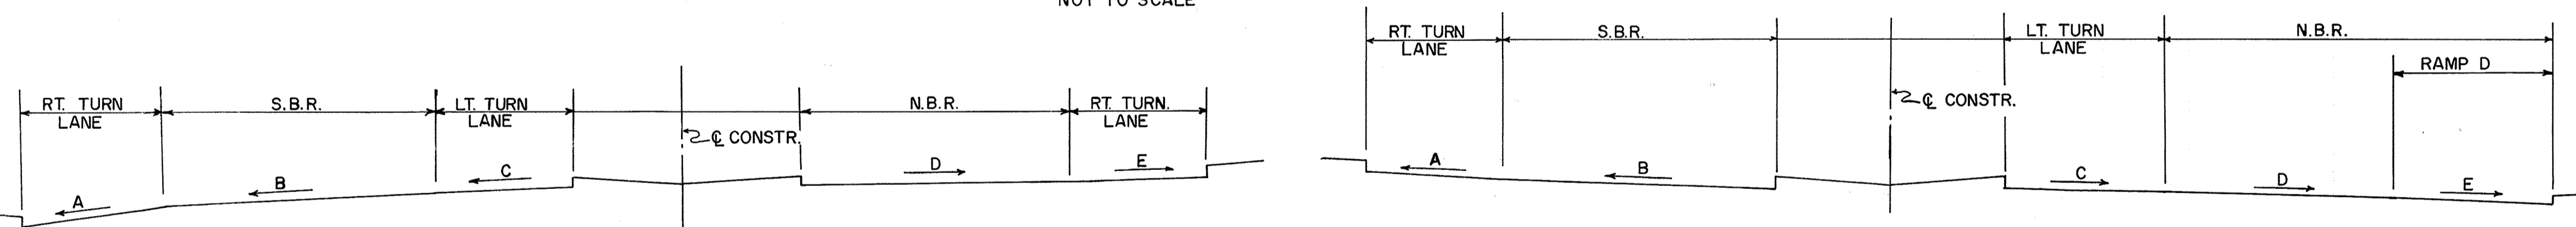 NOT TO SCALE
RT. TURN
LANE
S.B.R.
LT. TURN
LANE
℄ CONSTR.
N.B.R.
RT. TURN.
LANE
A
B
C
D
E
RT. TURN
LANE
S.B.R.
℄ CONSTR.
LT. TURN
LANE
N.B.R.
RAMP D
A
B
C
D
E